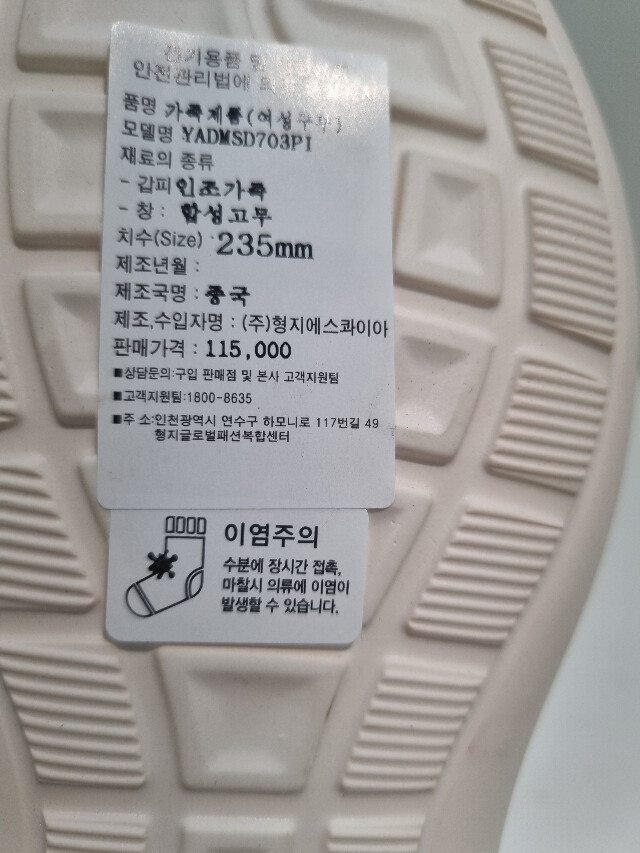 전기용품 및
안전관리법에 의
품명 가죽제품(여성구두)
모델명 YADMSD703PI
재료의 종류
- 갑피 인조가죽
- 창 : 합성고무
치수(Size) 235mm
제조년월 :
제조국명 : 중국
제조,수입자명 : (주)형지에스콰이아
판매가격 : 115,000
■상담문의:구입 판매점 및 본사 고객지원팀
■고객지원팀:1800-8635
■주 소:인천광역시 연수구 하모니로 177번길 49
형지글로벌패션복합센터
이염주의
수분에 장시간 접촉,
마찰시 의류에 이염이
발생할 수 있습니다.